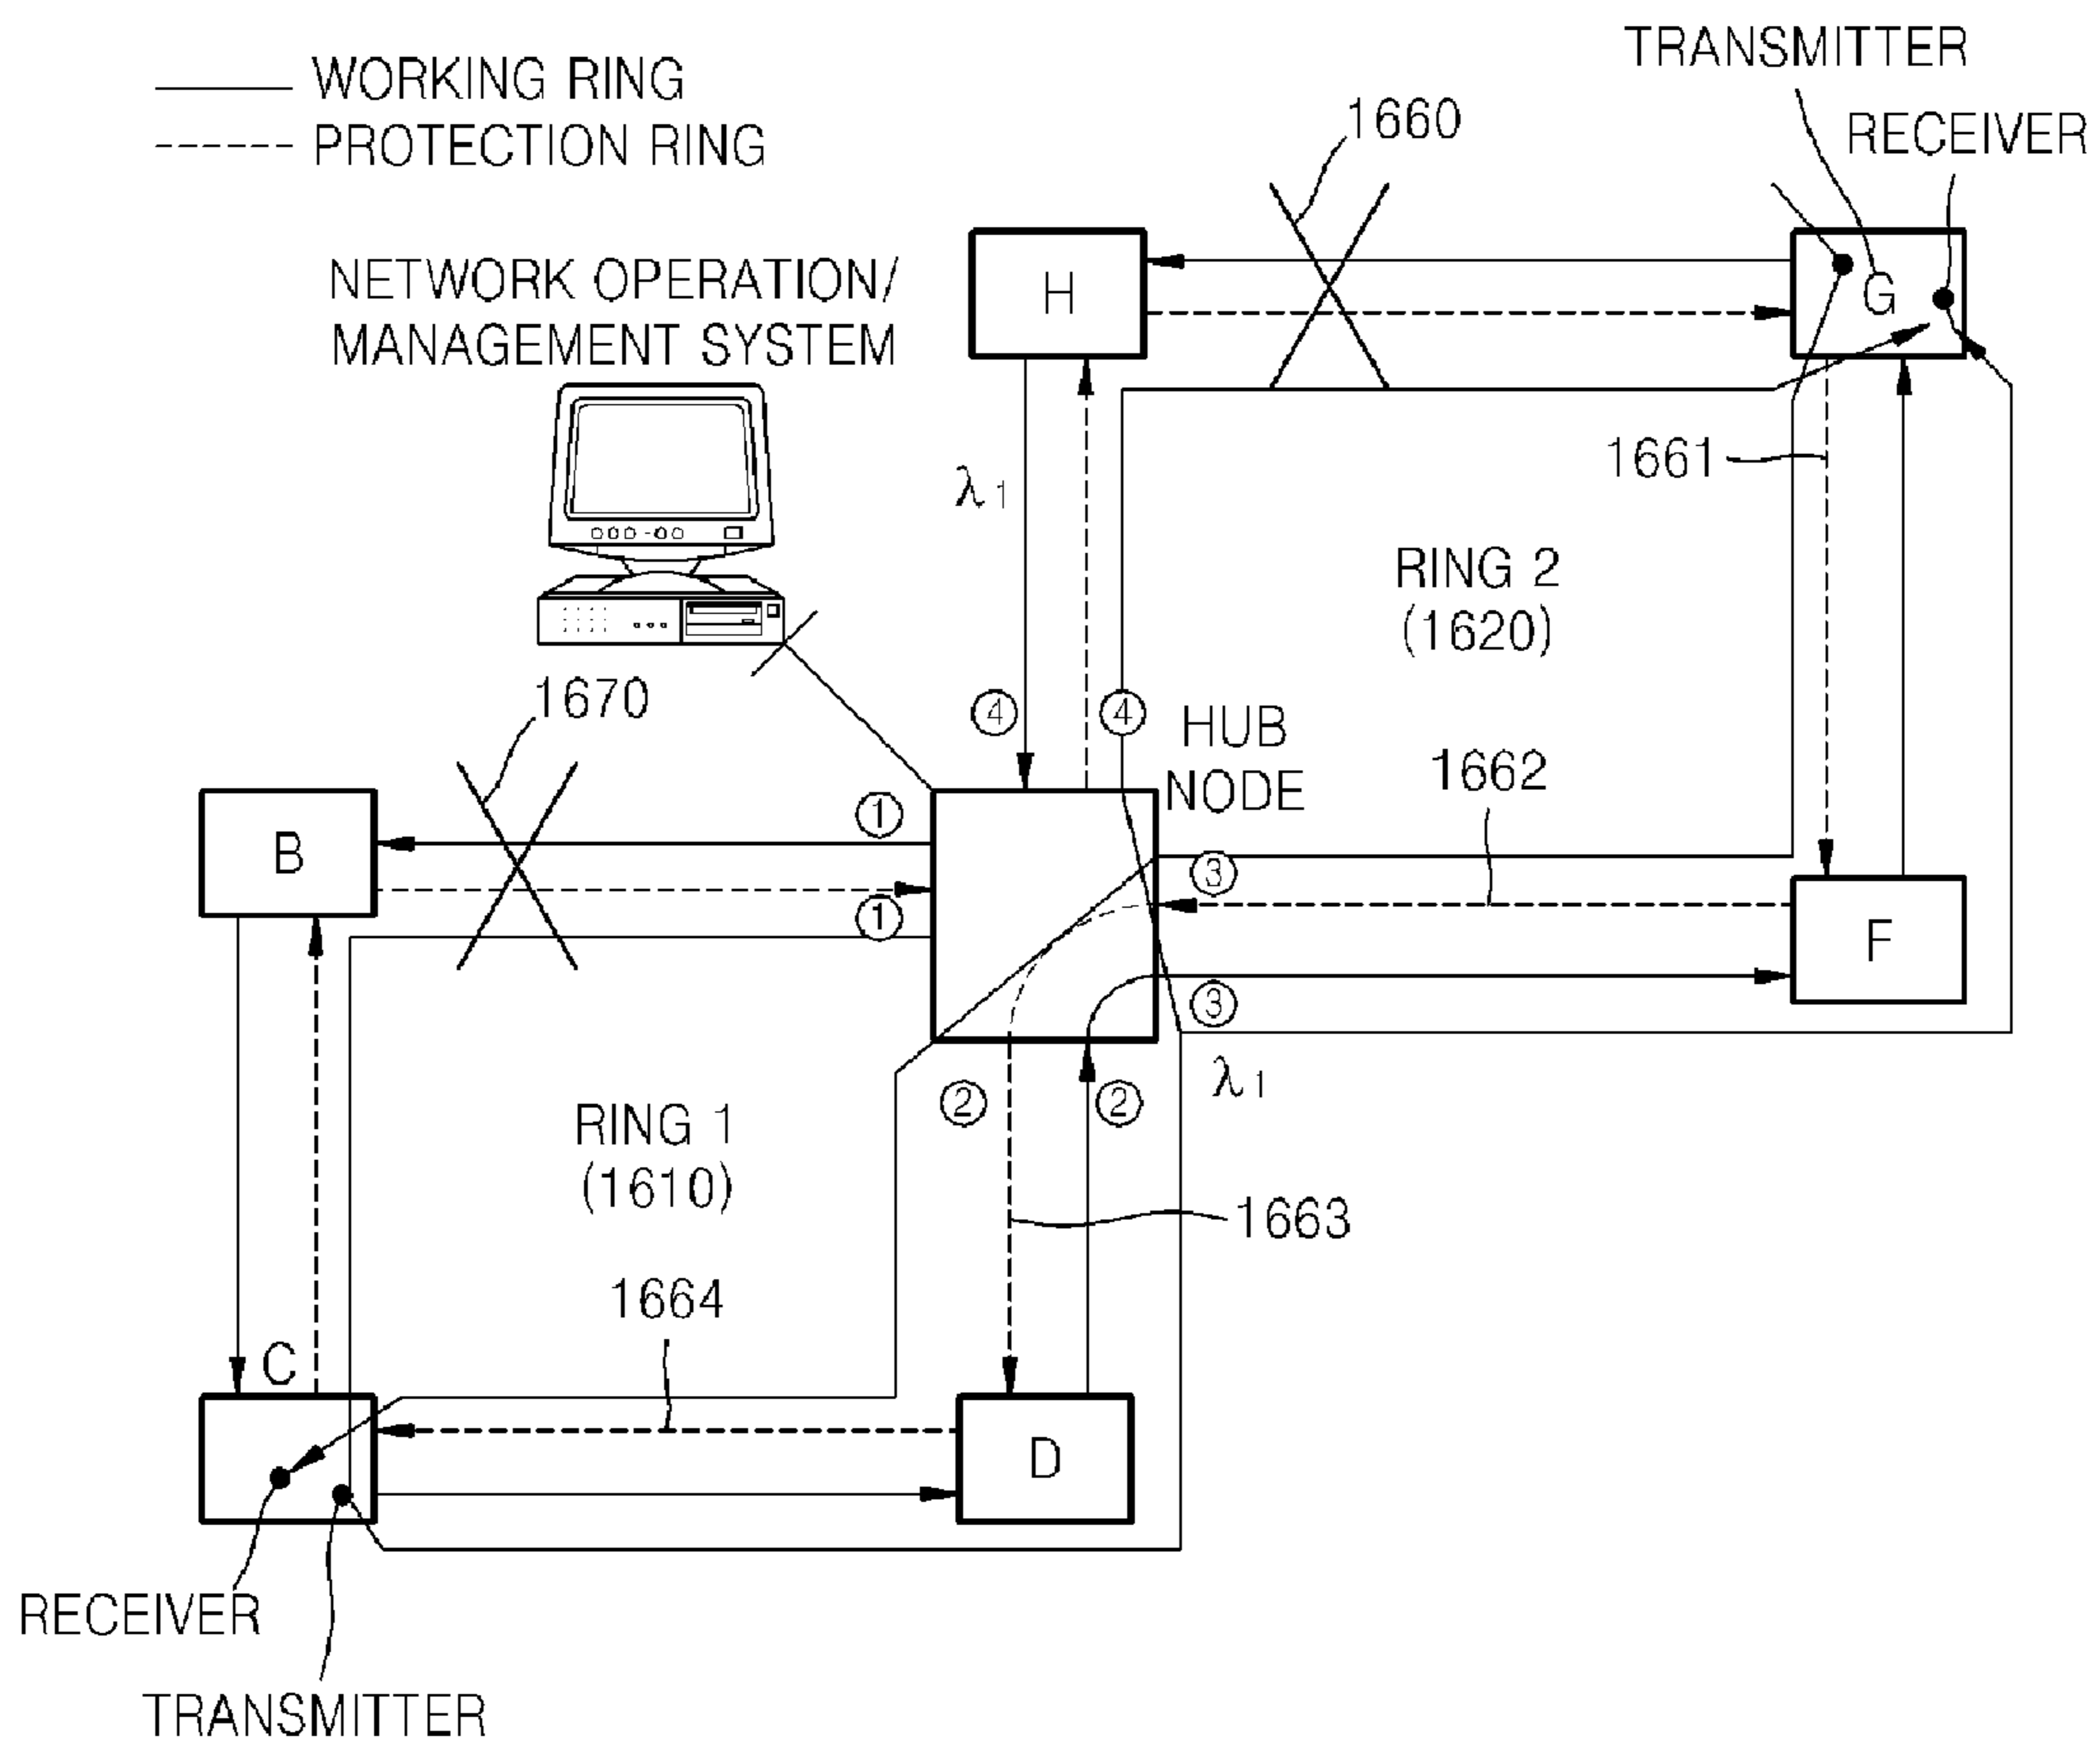 TRANSMITTER
WORKING RING
1660
RECEIVER
PROTECTION RING
NETWORK OPERATION/
MANAGEMENT SYSTEM
H
G
1661
λ1
RING 2
(1620)
1670
④
④
HUB
NODE
1662
①
B
③
①
F
③
λ1
②
②
RING 1
(1610)
1663
1664
C
D
RECEIVER
TRANSMITTER